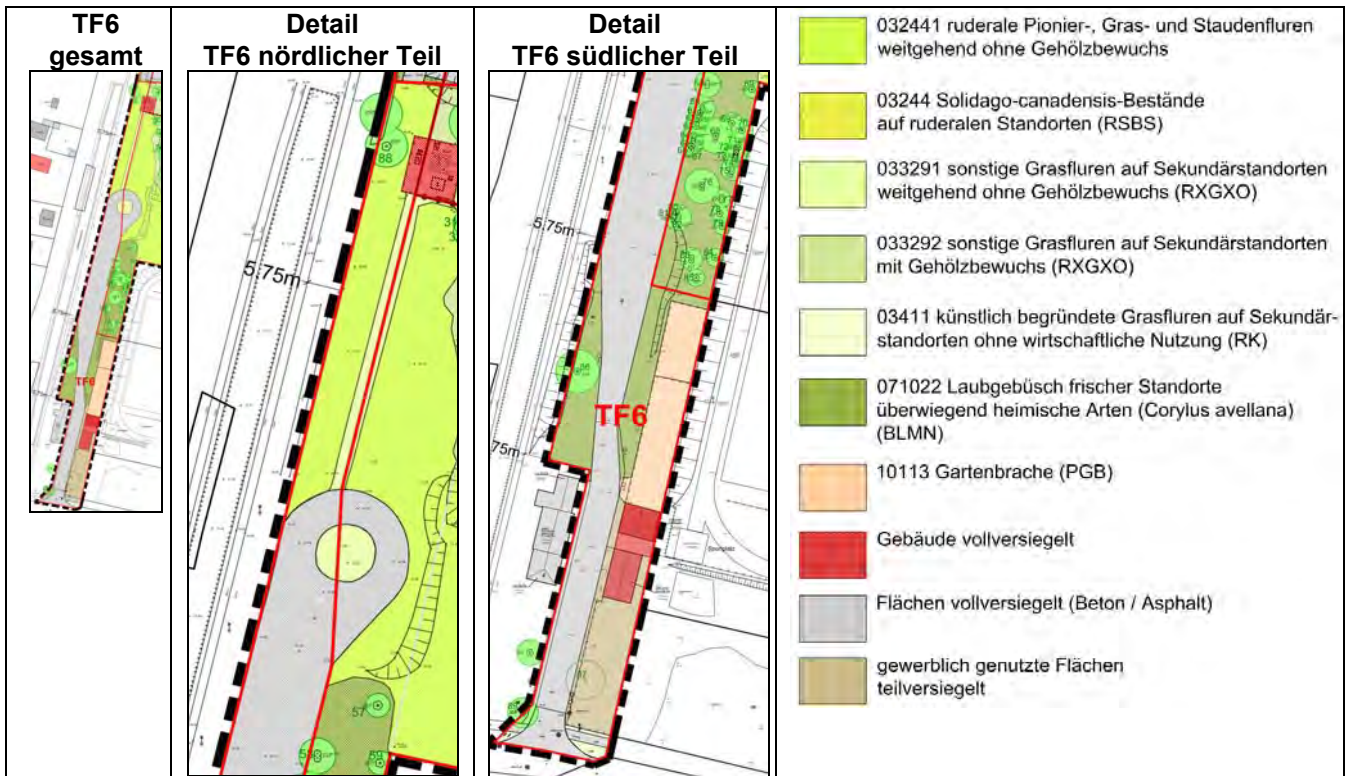 TF6
gesamt
Detail
TF6 nördlicher Teil
Detail
TF6 südlicher Teil
TF6
5.75m
88
57
59
5.75m
TF6
032441 ruderale Pionier-, Gras- und Staudenfluren
weitgehend ohne Gehölzbewuchs
03244 Solidago-canadensis-Bestände
auf ruderalen Standorten (RSBS)
033291 sonstige Grasfluren auf Sekundärstandorten
weitgehend ohne Gehölzbewuchs (RXGXO)
033292 sonstige Grasfluren auf Sekundärstandorten
mit Gehölzbewuchs (RXGXO)
03411 künstlich begründete Grasfluren auf Sekundär-
standorten ohne wirtschaftliche Nutzung (RK)
071022 Laubgebüsch frischer Standorte
überwiegend heimische Arten (Corylus avellana)
(BLMN)
10113 Gartenbrache (PGB)
Gebäude vollversiegelt
Flächen vollversiegelt (Beton / Asphalt)
gewerblich genutzte Flächen
teilversiegelt